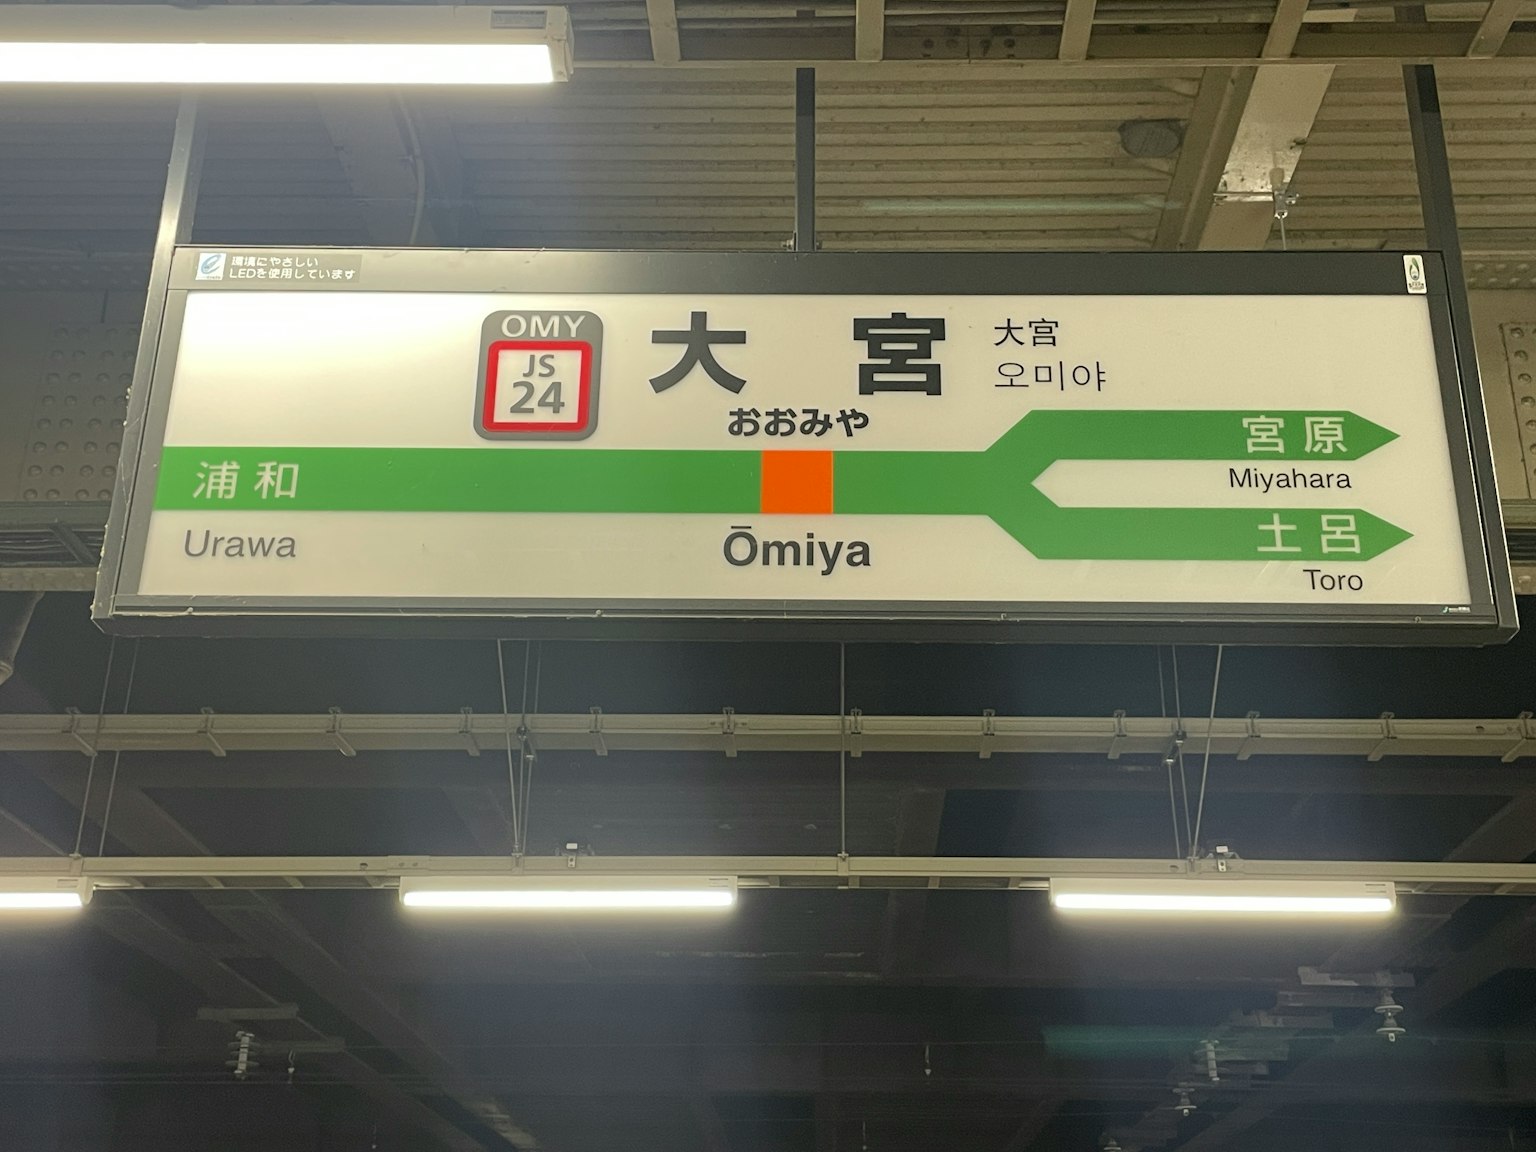 環境にやさしい
LEDを使用しています
OMY
JS
24
大宮
おおみや
大宫
오미야
浦和
Urawa
Ōmiya
宮原
Miyahara
土呂
Toro